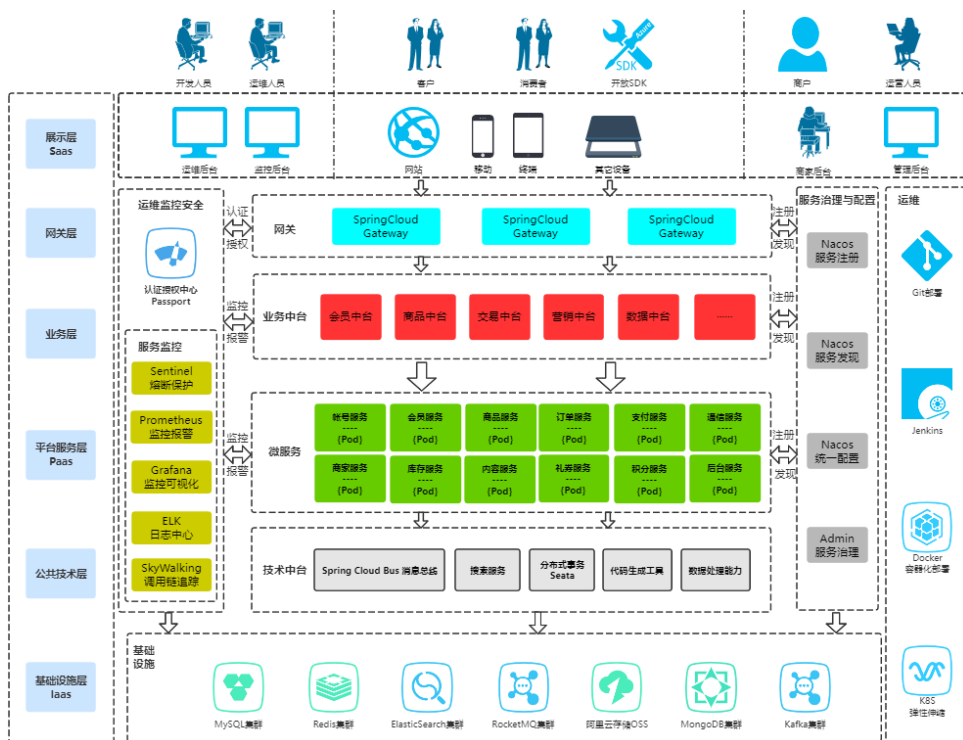 开发人员
运维人员
客户
消费者
Azure
SDK
开放SDK
商户
运营人员
展示层
Saas
运维后台
监控后台
网站
移动
终端
其它设备
商家后台
管理后台
网关层
业务层
平台服务层
Paas
公共技术层
基础设施层
Iaas
运维监控安全
认证授权中心
Passport
服务监控
Sentinel
熔断保护
Prometheus
监控报警
Grafana
监控可视化
ELK
日志中心
SkyWalking
调用链追踪
认证
授权
监控
报警
监控
报警
网关
SpringCloud
Gateway
SpringCloud
Gateway
SpringCloud
Gateway
业务中台
会员中台
商品中台
交易中台
营销中台
数据中台
-----
微服务
帐号服务
----
(Pod)
会员服务
----
(Pod)
商品服务
----
(Pod)
订单服务
----
(Pod)
支付服务
----
(Pod)
通信服务
----
(Pod)
商家服务
----
(Pod)
库存服务
----
(Pod)
内容服务
----
(Pod)
礼券服务
----
(Pod)
积分服务
----
(Pod)
后台服务
----
(Pod)
技术中台
Spring Cloud Bus 消息总线
搜索服务
分布式事务
Seata
代码生成工具
数据处理能力
注册
发现
注册
发现
注册
发现
服务治理与配置
Nacos
服务注册
Nacos
服务发现
Nacos
统一配置
Admin
服务治理
运维
Git部署
Jenkins
Docker
容器化部署
K8S
弹性伸缩
基础
设施
MySQL集群
Redis集群
ElasticSearch集群
RocketMQ集群
阿里云存储OSS
MongoDB集群
Kafka集群